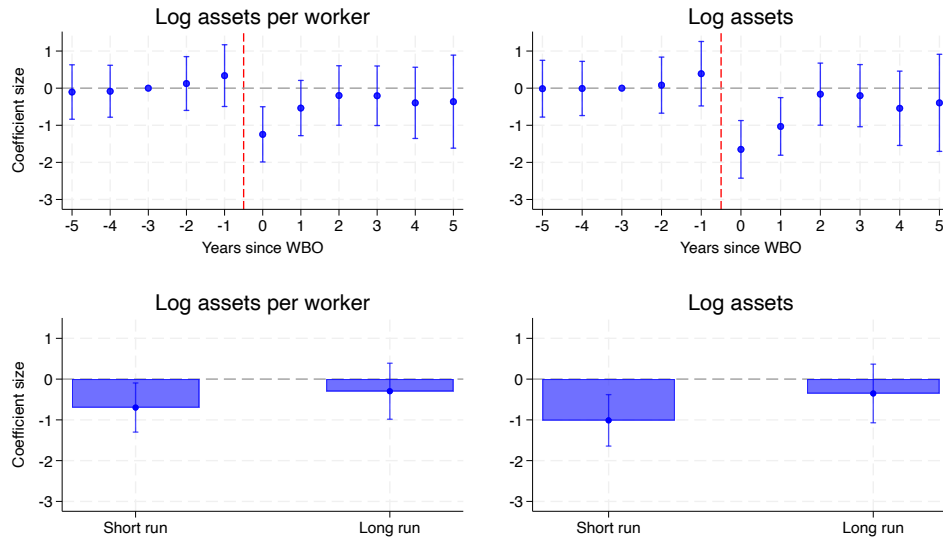 Log assets per worker
Coefficient size
1
0
-1
-2
-3
-5 -4 -3 -2 -1 0 1 2 3 4 5
Years since WBO
Log assets
1
0
-1
-2
-3
-5 -4 -3 -2 -1 0 1 2 3 4 5
Years since WBO
Log assets per worker
Coefficient size
1
0
-1
-2
-3
Short run Long run
Log assets
1
0
-1
-2
-3
Short run Long run